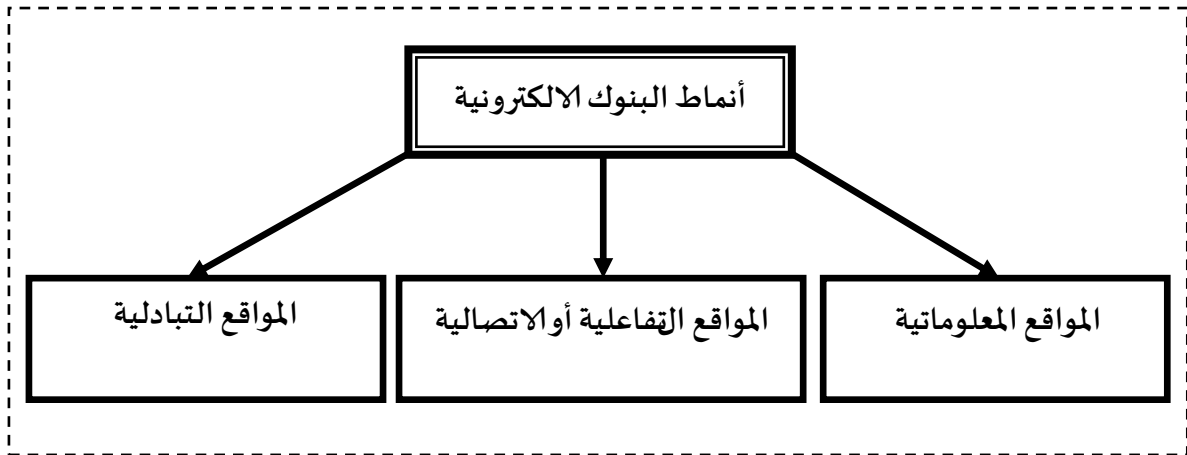 أنماط البنوك الالكترونية
المواقع المعلوماتية
المواقع التفاعلية أوالاتصالية
المواقع التبادلية